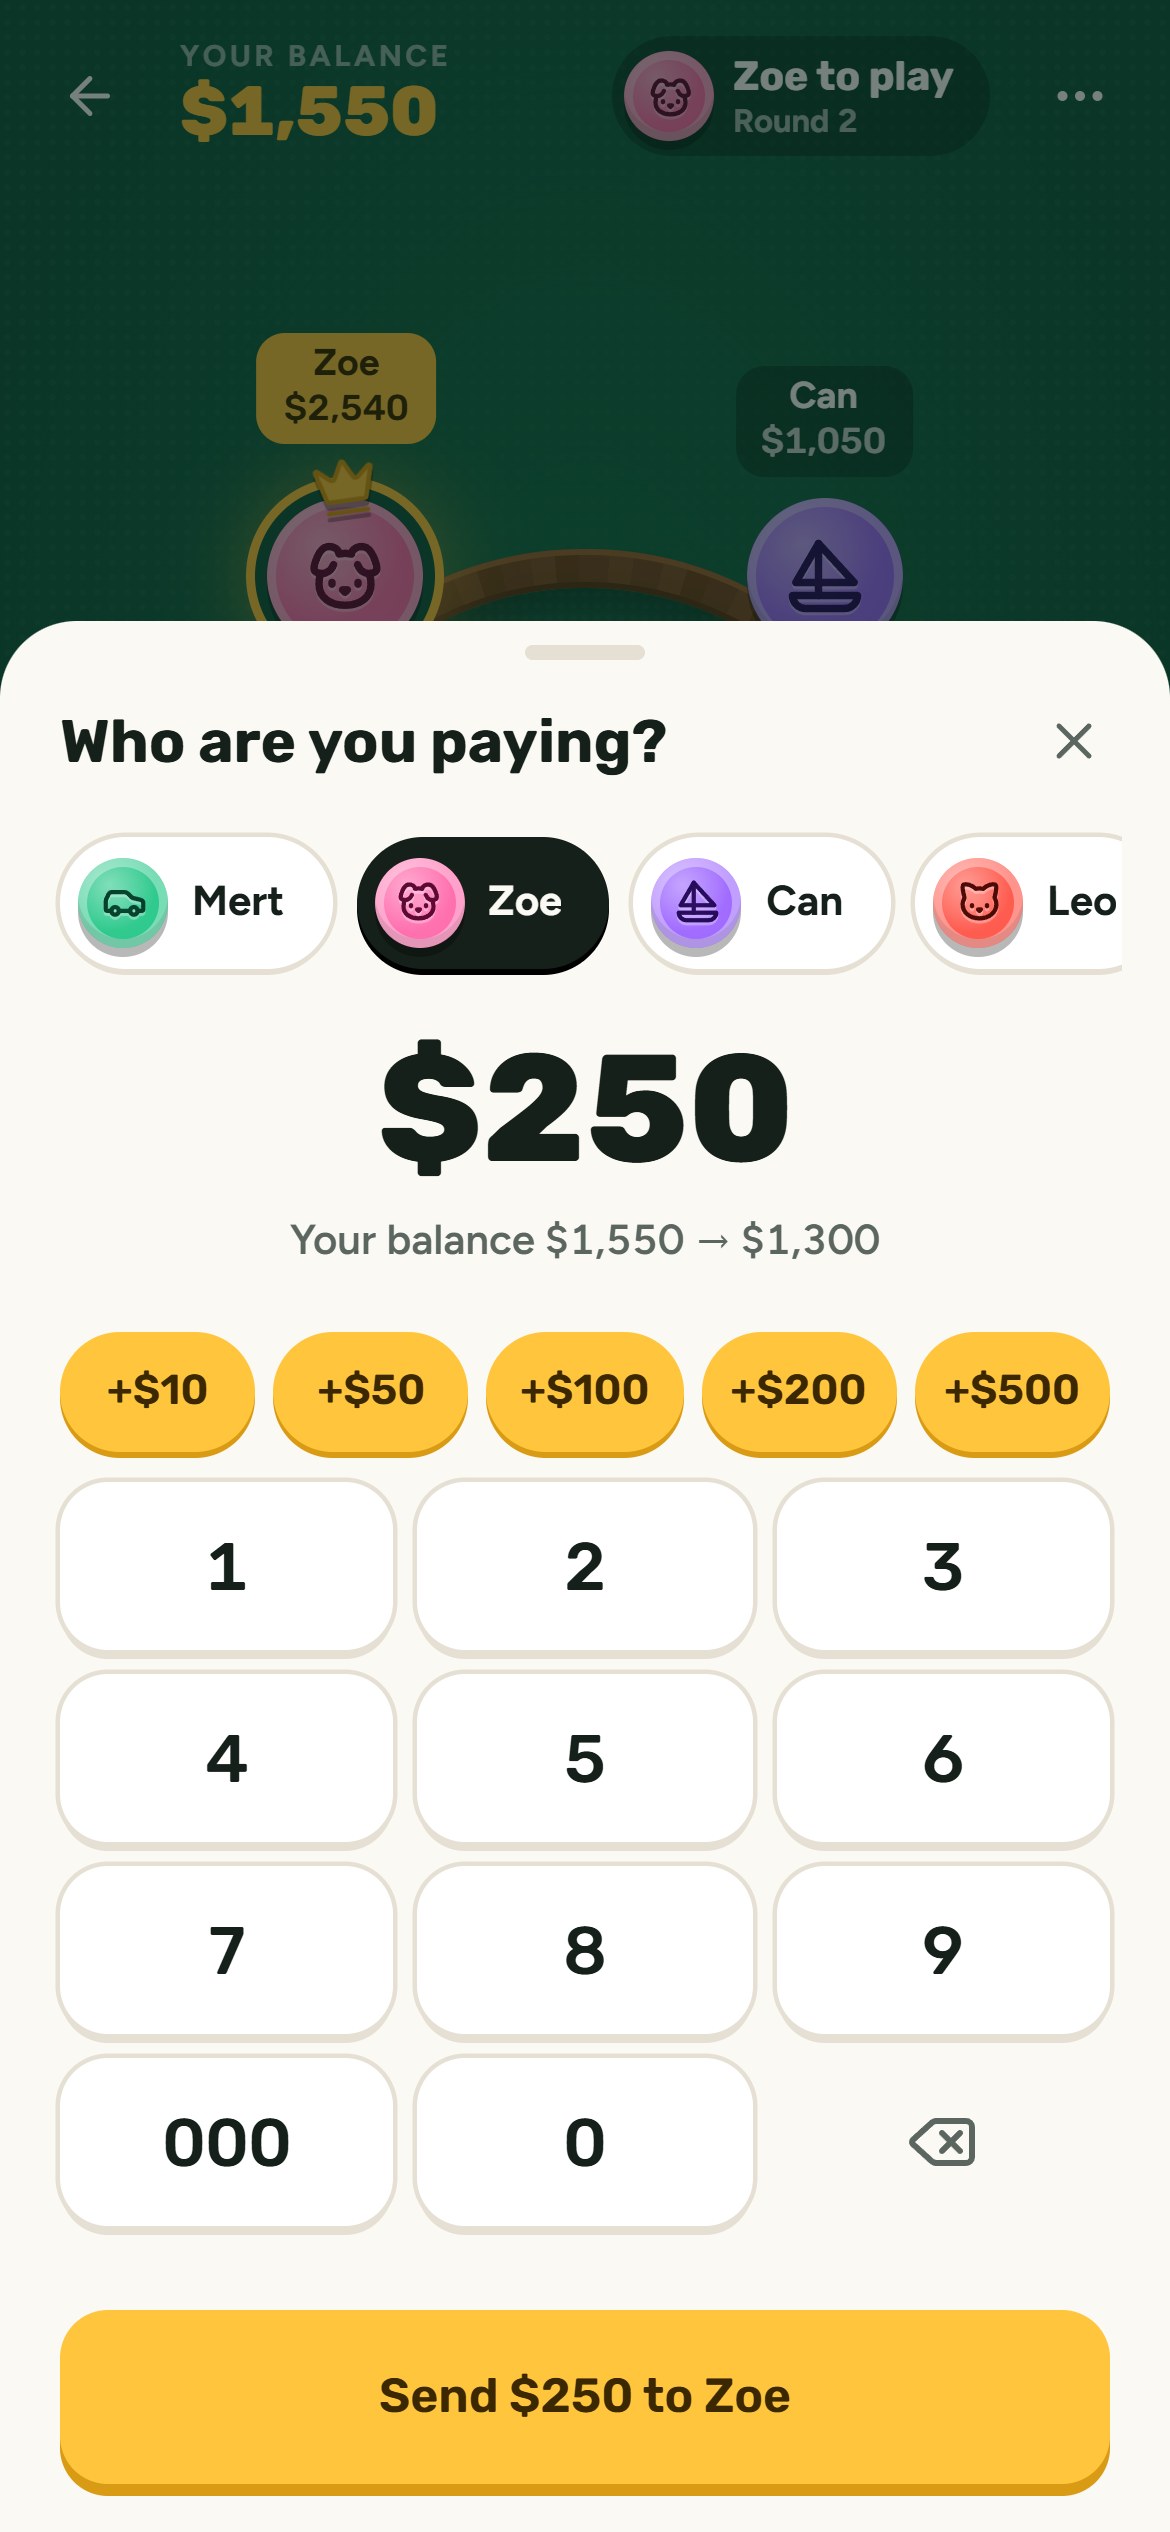 YOUR BALANCE
$1,550
Zoe to play
Round 2
Zoe
$2,540
Can
$1,050
Who are you paying?
Mert
Zoe
Can
Leo
$250
Your balance $1,550 → $1,300
+$10
+$50
+$100
+$200
+$500
1
2
3
4
5
6
7
8
9
000
0
Send $250 to Zoe